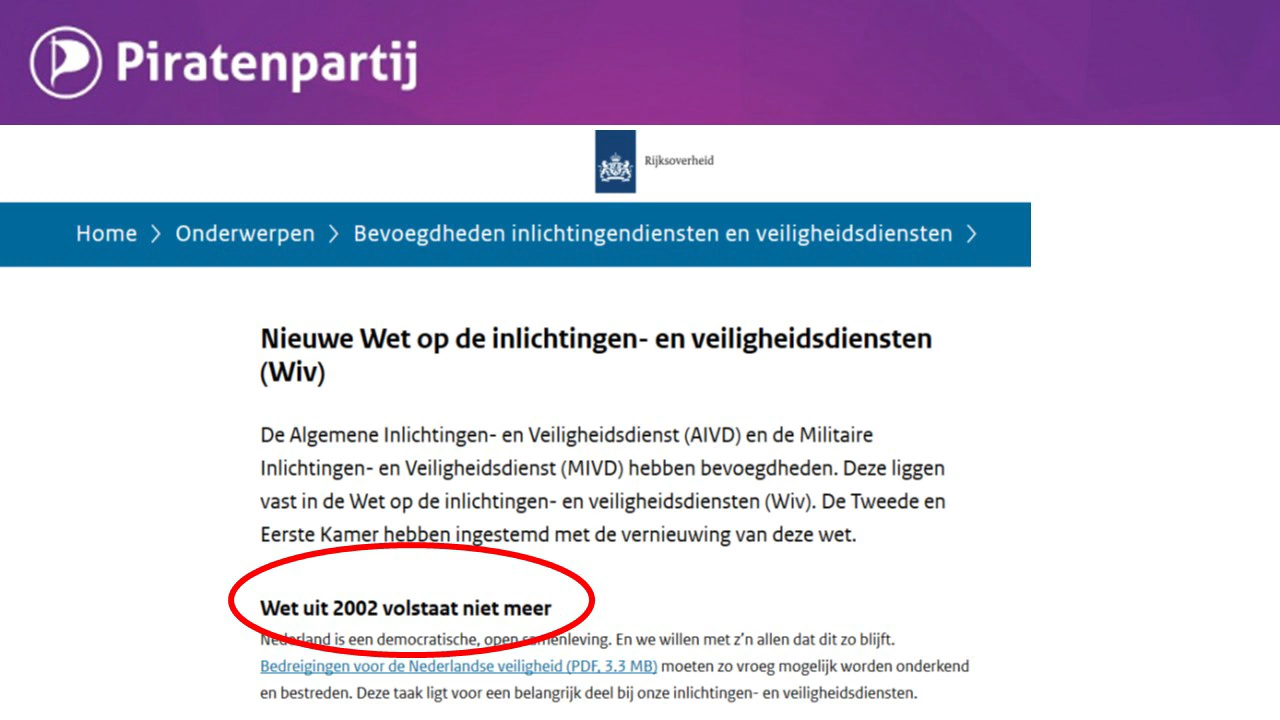 Piratenpartij
Rijksoverheid
Home > Onderwerpen > Bevoegdheden inlichtingendiensten en veiligheidsdiensten >
Nieuwe Wet op de inlichtingen- en veiligheidsdiensten
(Wiv)
De Algemene Inlichtingen- en Veiligheidsdienst (AIVD) en de Militaire
Inlichtingen- en Veiligheidsdienst (MIVD) hebben bevoegdheden. Deze liggen
vast in de Wet op de inlichtingen- en veiligheidsdiensten (Wiv). De Tweede en
Eerste Kamer hebben ingestemd met de vernieuwing van deze wet.
Wet uit 2002 volstaat niet meer
Nederland is een democratische, open samenleving. En we willen met z’n allen dat dit zo blijft.
Bedreigingen voor de Nederlandse veiligheid (PDF, 3.3 MB) moeten zo vroeg mogelijk worden onderkend
en bestreden. Deze taak ligt voor een belangrijk deel bij onze inlichtingen- en veiligheidsdiensten.